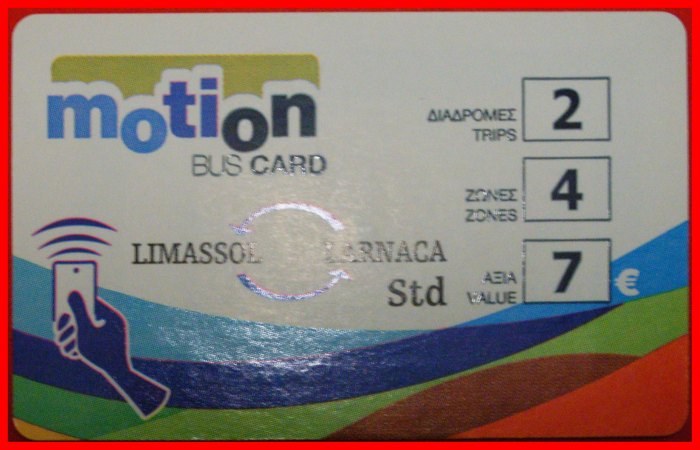 motion
BUS CARD
ΔΙΑΔΡΟΜΕΣ
TRIPS
2
ΖΩΝΕΣ
ZONES
4
LIMASSOL LARNACA
Std
ΑΞΙΑ
VALUE
7 €